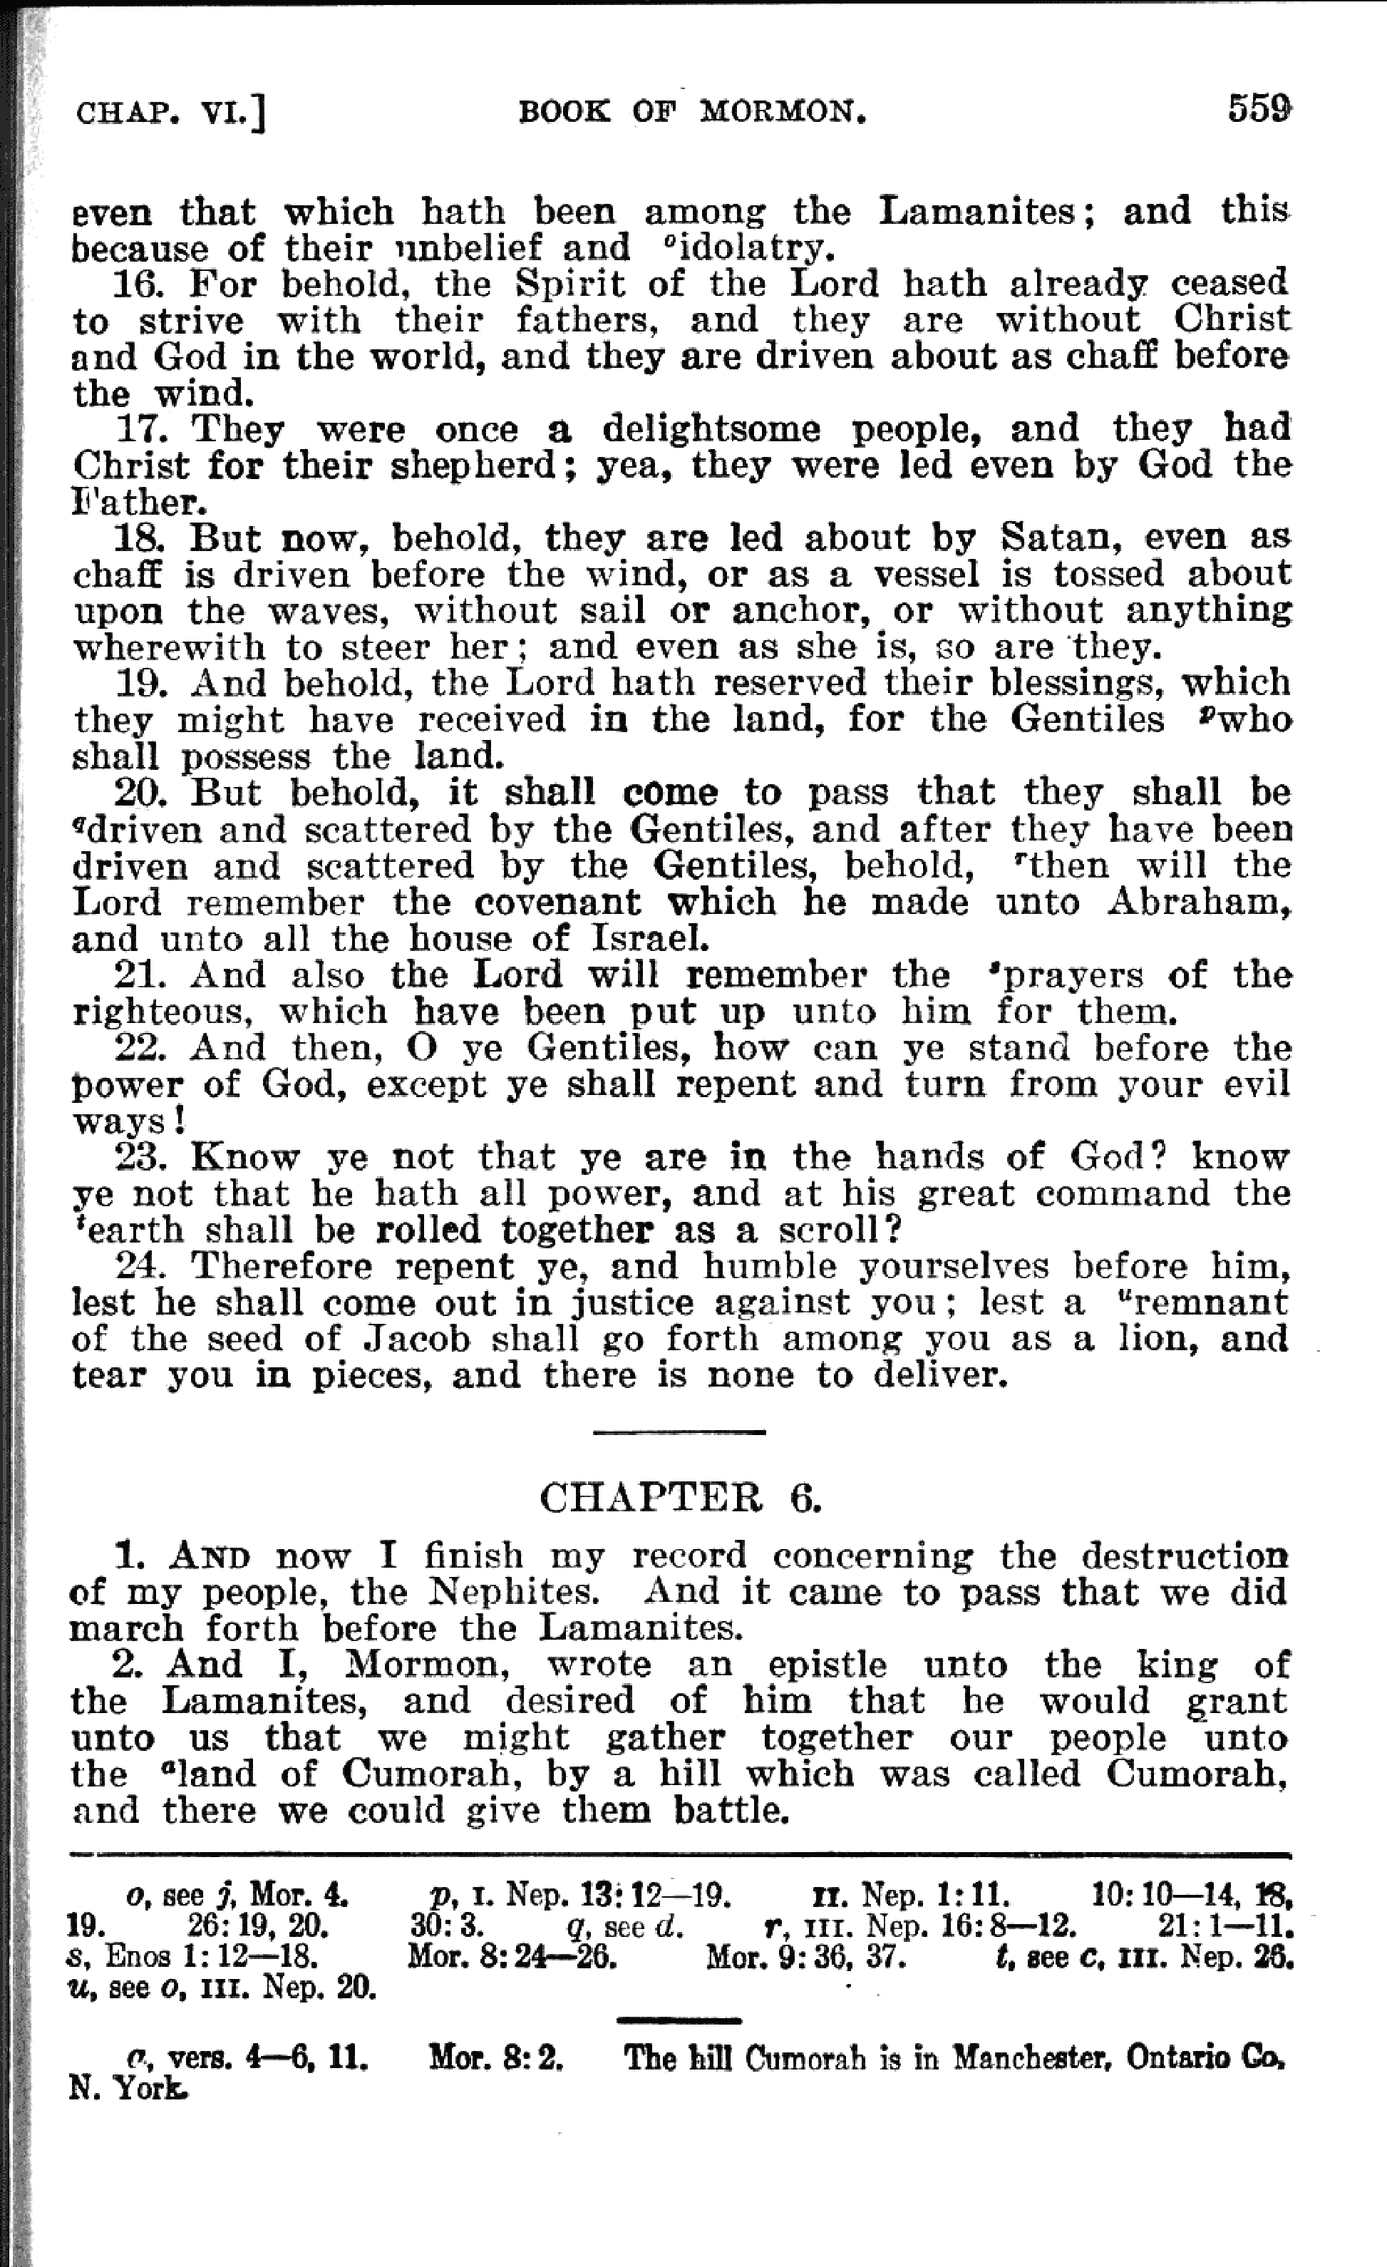 CHAP. VI.] BOOK OF MORMON. 559
even that which hath been among the Lamanites; and this
because of their unbelief and ᵒidolatry.
16. For behold, the Spirit of the Lord hath already ceased
to strive with their fathers, and they are without Christ
and God in the world, and they are driven about as chaff before
the wind.
17. They were once a delightsome people, and they had
Christ for their shepherd; yea, they were led even by God the
Father.
18. But now, behold, they are led about by Satan, even as
chaff is driven before the wind, or as a vessel is tossed about
upon the waves, without sail or anchor, or without anything
wherewith to steer her; and even as she is, so are they.
19. And behold, the Lord hath reserved their blessings, which
they might have received in the land, for the Gentiles ᵖwho
shall possess the land.
20. But behold, it shall come to pass that they shall be
𐞥driven and scattered by the Gentiles, and after they have been
driven and scattered by the Gentiles, behold, ʳthen will the
Lord remember the covenant which he made unto Abraham,
and unto all the house of Israel.
21. And also the Lord will remember the ˢprayers of the
righteous, which have been put up unto him for them.
22. And then, O ye Gentiles, how can ye stand before the
power of God, except ye shall repent and turn from your evil
ways!
23. Know ye not that ye are in the hands of God? know
ye not that he hath all power, and at his great command the
ᵗearth shall be rolled together as a scroll?
24. Therefore repent ye, and humble yourselves before him,
lest he shall come out in justice against you; lest a ᵘremnant
of the seed of Jacob shall go forth among you as a lion, and
tear you in pieces, and there is none to deliver.
CHAPTER 6.
1. AND now I finish my record concerning the destruction
of my people, the Nephites. And it came to pass that we did
march forth before the Lamanites.
2. And I, Mormon, wrote an epistle unto the king of
the Lamanites, and desired of him that he would grant
unto us that we might gather together our people unto
the ᵃland of Cumorah, by a hill which was called Cumorah,
and there we could give them battle.
o, see j, Mor. 4. p, I. Nep. 13:12—19. II. Nep. 1:11. 10:10—14, 18,
19. 26:19, 20. 30:3. q, see d. r, III. Nep. 16:8—12. 21:1—11.
s, Enos 1:12—18. Mor. 8:24—26. Mor. 9:36, 37. t, see c, III. Nep. 26.
u, see o, III. Nep. 20.
a, vers. 4—6, 11. Mor. 8:2. The hill Cumorah is in Manchester, Ontario Co.
N. York.